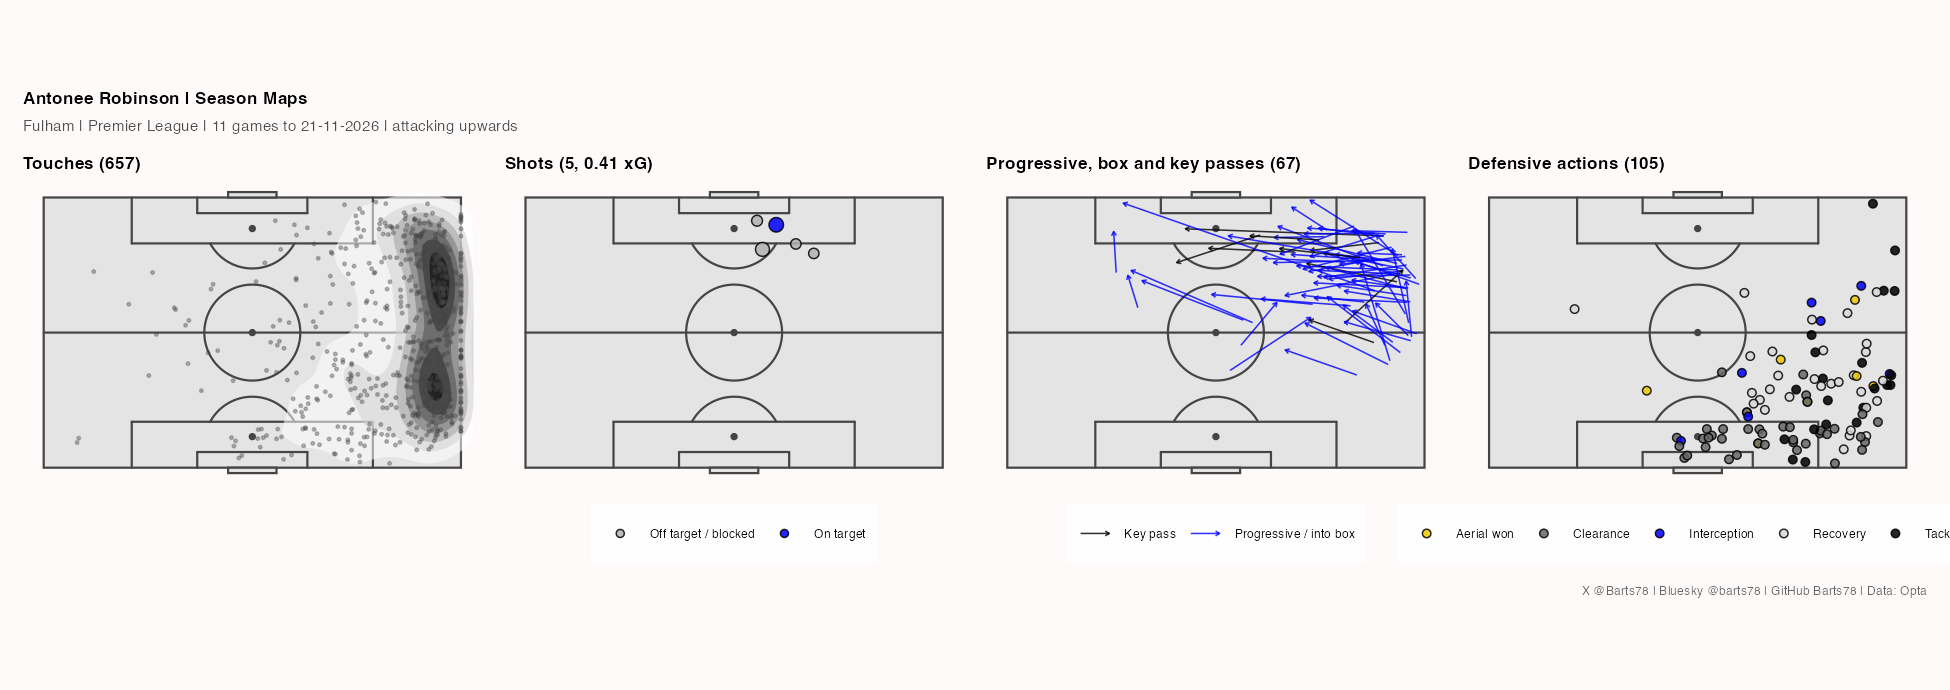 Antonee Robinson | Season Maps
Fulham | Premier League | 11 games to 21-11-2026 | attacking upwards
Touches (657)
Shots (5, 0.41 xG)
Progressive, box and key passes (67)
Defensive actions (105)
Off target / blocked
On target
Key pass
Progressive / into box
Aerial won
Clearance
Interception
Recovery
Tack
X @Barts78 | Bluesky @barts78 | GitHub Barts78 | Data: Opta